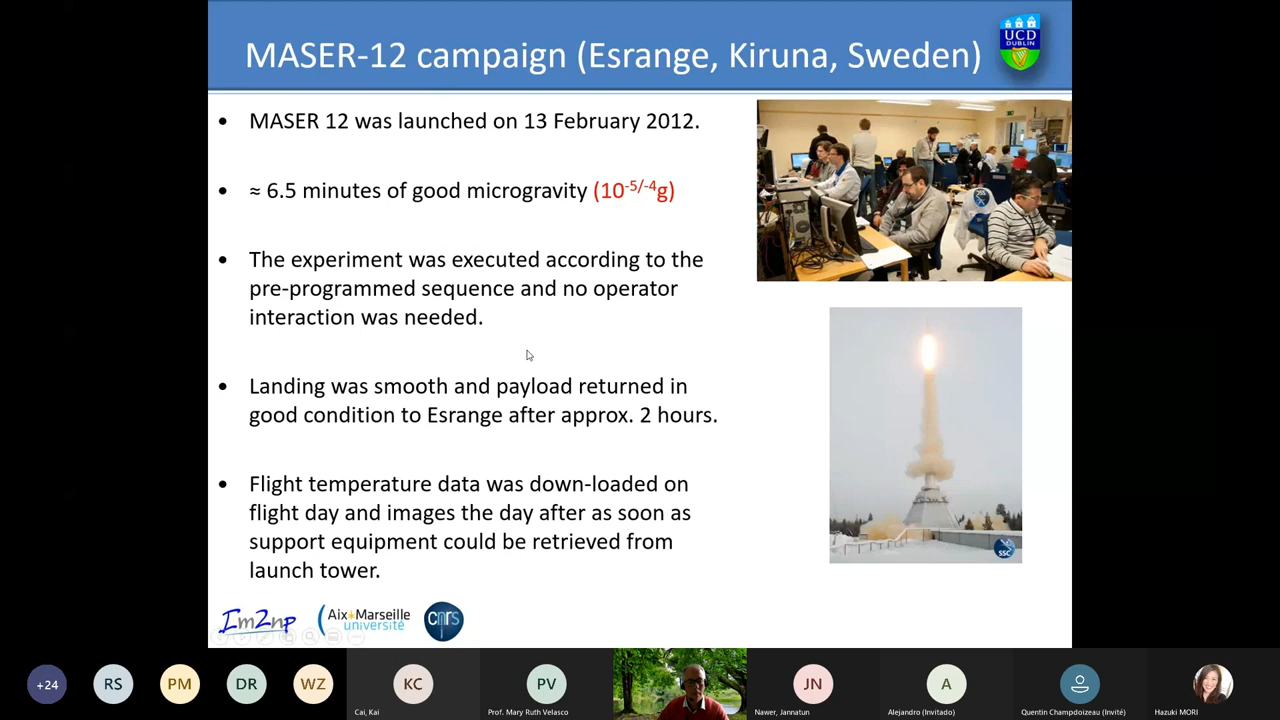 MASER-12 campaign (Esrange, Kiruna, Sweden)
UCD
DUBLIN
• MASER 12 was launched on 13 February 2012.
• ≈ 6.5 minutes of good microgravity (10-5/-4g)
• The experiment was executed according to the
pre-programmed sequence and no operator
interaction was needed.
• Landing was smooth and payload returned in
good condition to Esrange after approx. 2 hours.
• Flight temperature data was down-loaded on
flight day and images the day after as soon as
support equipment could be retrieved from
launch tower.
SSC
Im2np
Aix*Marseille
université
cnrs
+24
RS
PM
DR
WZ
KC
Cai, Kai
PV
Prof. Mary Ruth Velasco
JN
Nawer, Jannatun
A
Alejandro (Invitado)
Quentin Champdoizeau (Invité)
Hazuki MORI